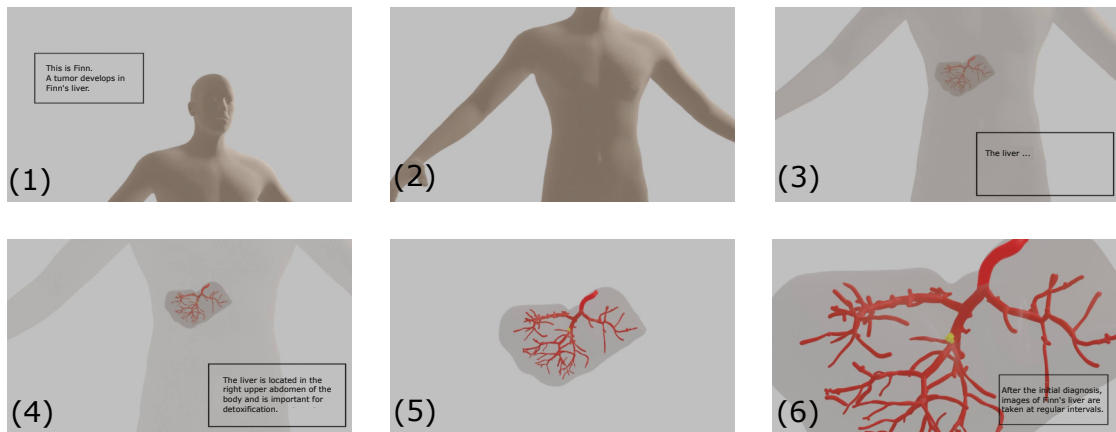 This is Finn.
A tumor develops in
Finn's liver.
(1)
(2)
The liver ...
(3)
The liver is located in the
right upper abdomen of the
body and is important for
detoxification.
(4)
(5)
After the initial diagnosis,
images of Finn's liver are
taken at regular intervals.
(6)